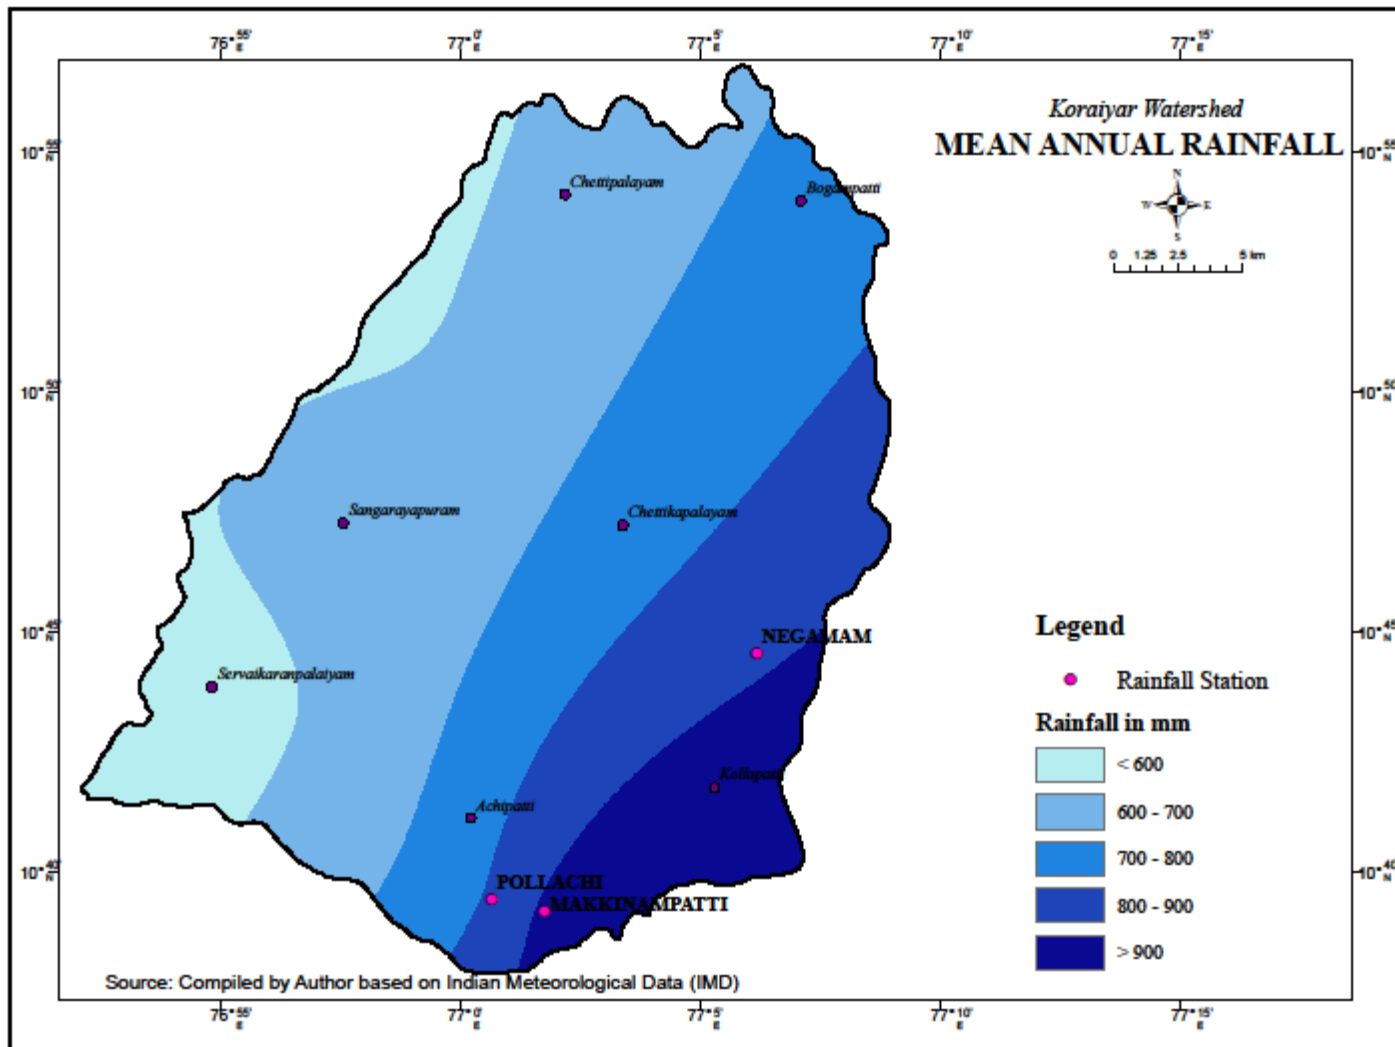 76° 55' E 77° 0' E 77° 5' E 77° 10' E 77° 15' E
Koraiyar Watershed
MEAN ANNUAL RAINFALL
10° 55' N 10° 55' N
N
W E
S
0 1.25 2.5 5 km
Chettipalayam
Bogampatti
10° 50' N 10° 50' N
Sangarayapuram
Chettikapalayam
10° 45' N 10° 45' N
NEGAMAM
Servaikaranpalaiyam
Kollapatti
Achipatti
10° 40' N 10° 40' N
POLLACHI
MAKKINAMPATTI
Legend
Rainfall Station
Rainfall in mm
< 600
600 - 700
700 - 800
800 - 900
> 900
Source: Compiled by Author based on Indian Meteorological Data (IMD)
76° 55' E 77° 0' E 77° 5' E 77° 10' E 77° 15' E